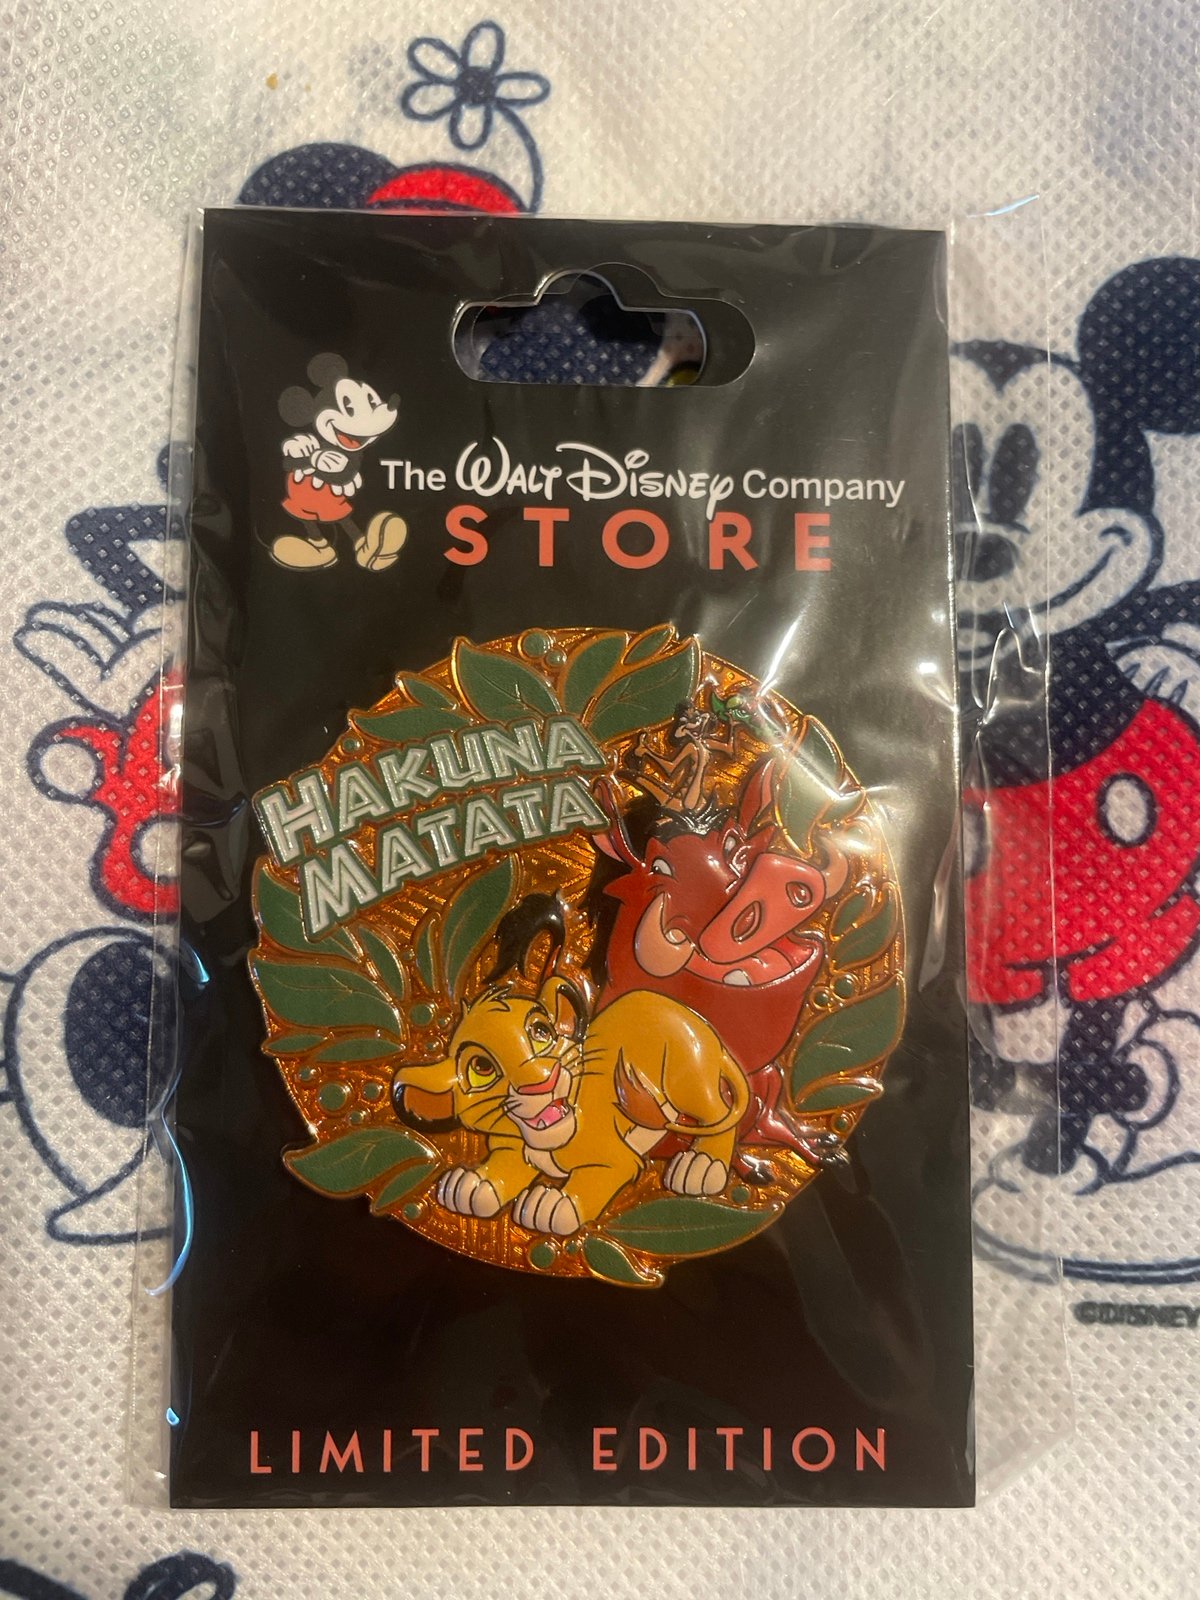 The WALT DISNEY Company
STORE
HAKUNA
MATATA
©DISNEY
LIMITED EDITION